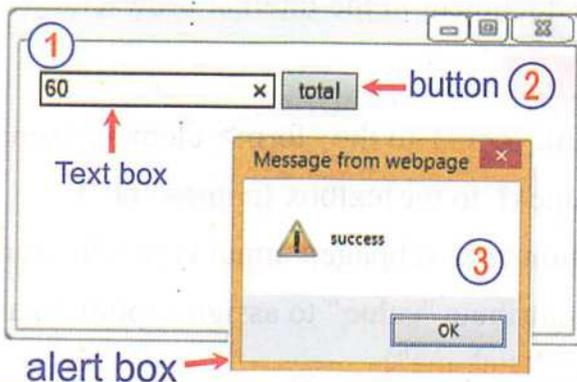 1
60 × total
button 2
Text box
Message from webpage
success
3
OK
alert box